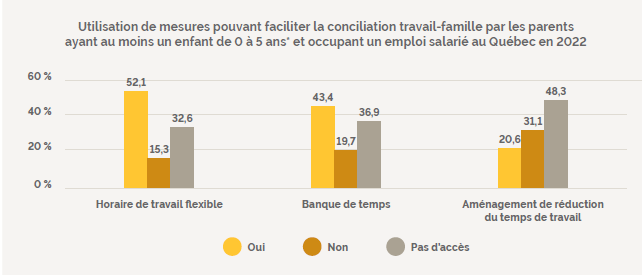 Utilisation de mesures pouvant faciliter la conciliation travail-famille par les parents
ayant au moins un enfant de 0 à 5 ans* et occupant un emploi salarié au Québec en 2022
60 %
40 %
20 %
0 %
52,1
15,3
32,6
43,4
19,7
36,9
20,6
31,1
48,3
Horaire de travail flexible
Banque de temps
Aménagement de réduction
du temps de travail
Oui
Non
Pas d'accès